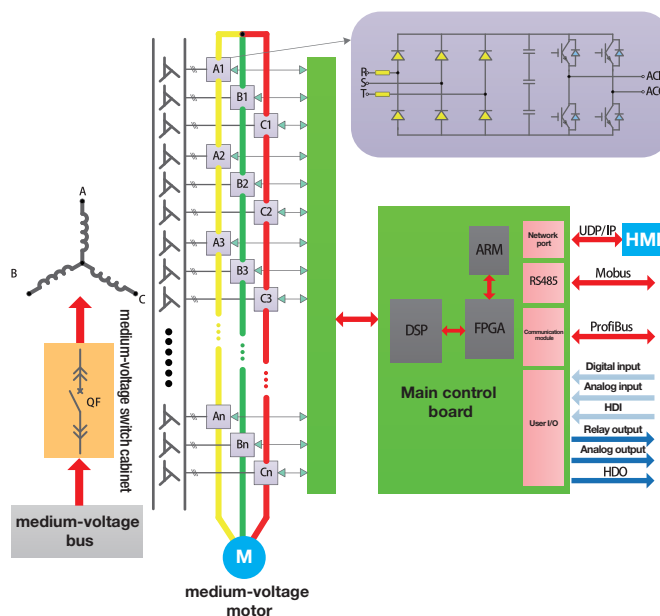 A
B
C
QF
medium-voltage switch cabinet
medium-voltage
bus
A1
B1
C1
A2
B2
C2
A3
B3
C3
An
Bn
Cn
M
medium-voltage
motor
R
S
T
Main control
board
DSP
FPGA
ARM
Network
port
RS485
Communication
module
User I/O
UDP/IP
HMI
Mobus
ProfiBus
Digital input
Analog input
HDI
Relay output
Analog output
HDO